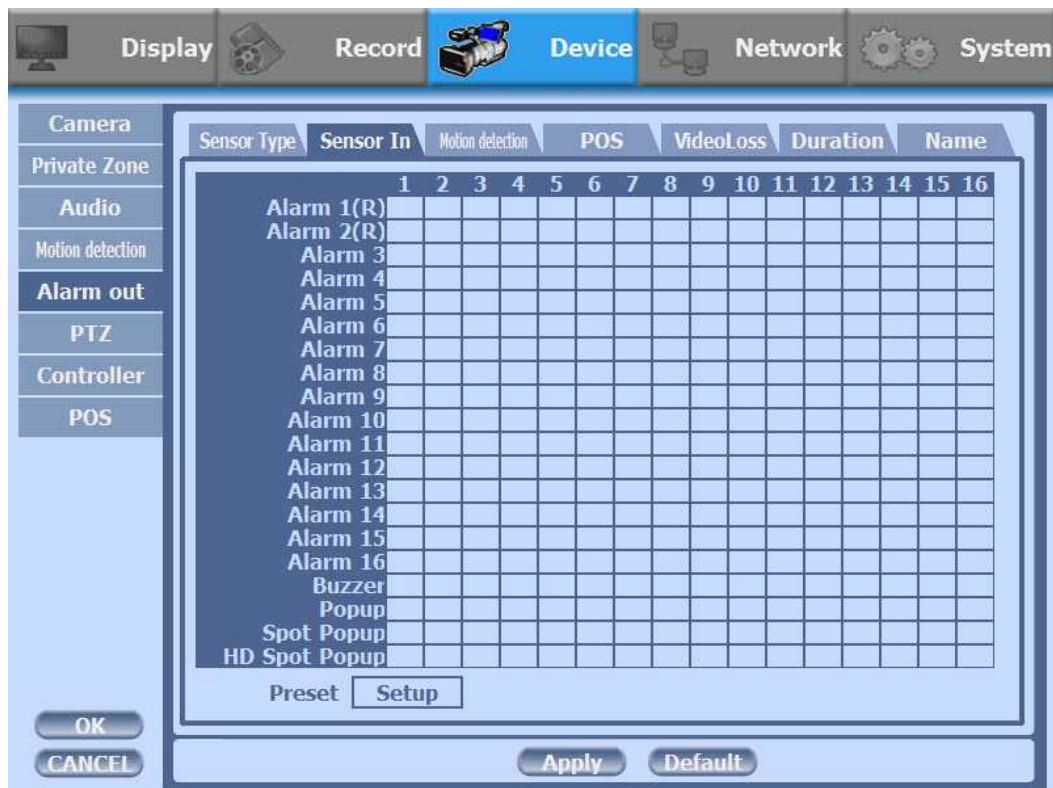 Display Record Device Network System
Camera
Private Zone
Audio
Motion detection
Alarm out
PTZ
Controller
POS
OK
CANCEL
Sensor Type Sensor In Motion detection POS VideoLoss Duration Name
1 2 3 4 5 6 7 8 9 10 11 12 13 14 15 16
Alarm 1(R)
Alarm 2(R)
Alarm 3
Alarm 4
Alarm 5
Alarm 6
Alarm 7
Alarm 8
Alarm 9
Alarm 10
Alarm 11
Alarm 12
Alarm 13
Alarm 14
Alarm 15
Alarm 16
Buzzer
Popup
Spot Popup
HD Spot Popup
Preset Setup
Apply Default